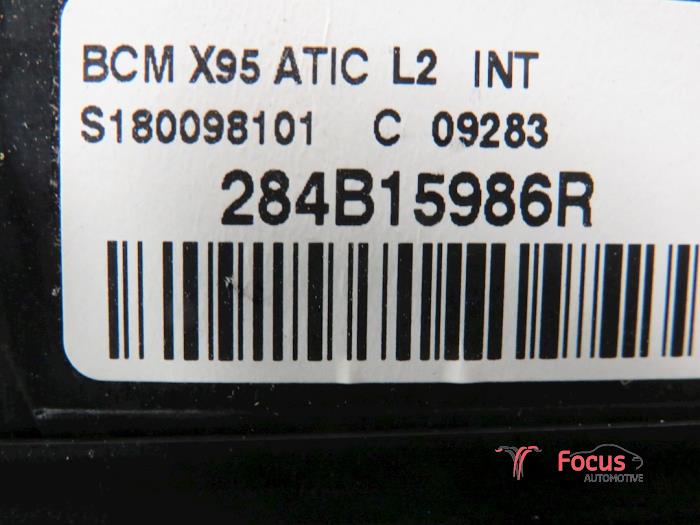 BCM X95 ATIC L2 INT
S180098101 C 09283
284B15986R
Focus
AUTOMOTIVE